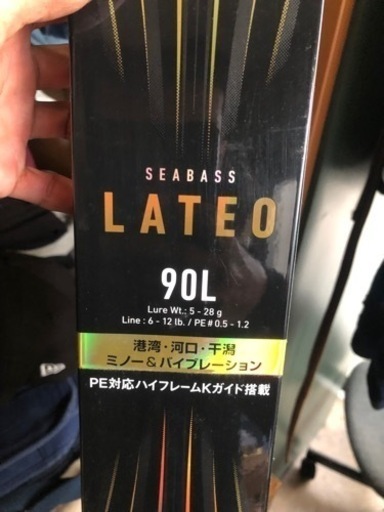 SEABASS
LATEO
90L
Lure Wt.: 5 - 28 g
Line : 6 - 12 lb. / PE # 0.5 - 1.2
港湾・河口・干潟
ミノー&バイブレーション
PE対応ハイフレームKガイド搭載